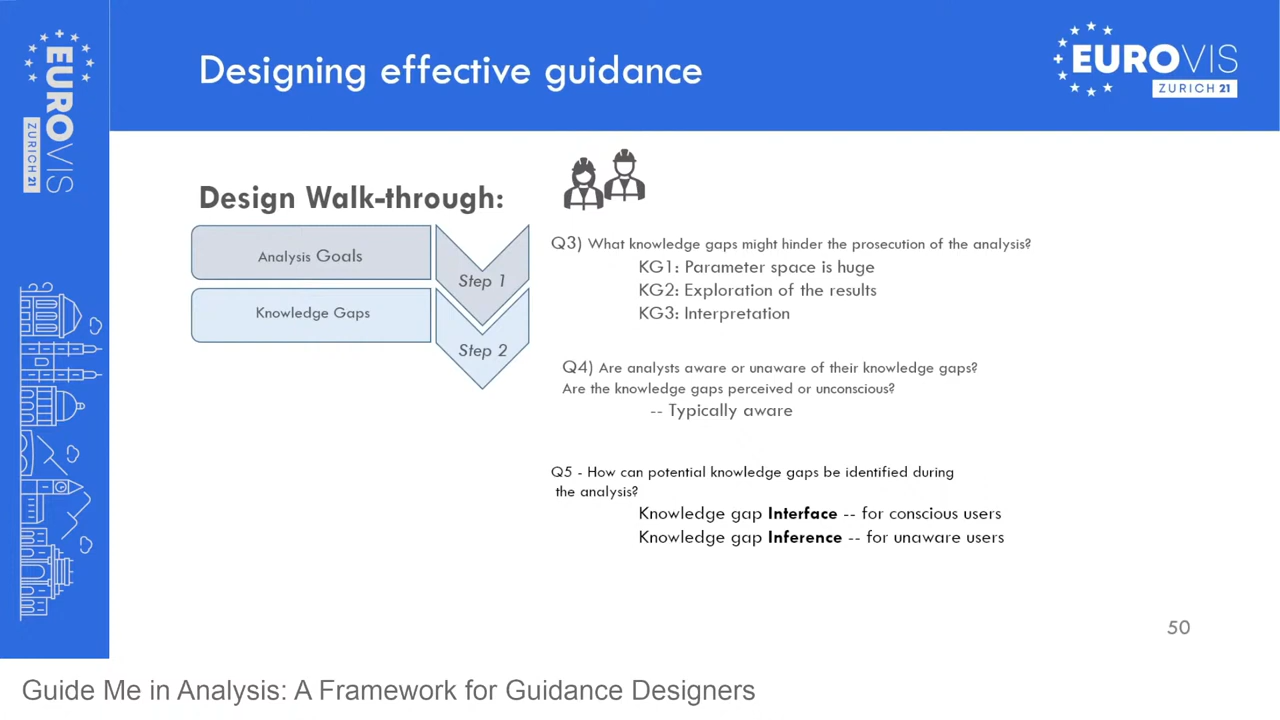 Designing effective guidance
EUROVIS
ZURICH 21
EUROVIS
ZURICH 21
Design Walk-through:
Analysis Goals
Step 1
Knowledge Gaps
Step 2
Q3) What knowledge gaps might hinder the prosecution of the analysis?
KG1: Parameter space is huge
KG2: Exploration of the results
KG3: Interpretation
Q4) Are analysts aware or unaware of their knowledge gaps?
Are the knowledge gaps perceived or unconscious?
-- Typically aware
Q5 - How can potential knowledge gaps be identified during
the analysis?
Knowledge gap Interface -- for conscious users
Knowledge gap Inference -- for unaware users
50
Guide Me in Analysis: A Framework for Guidance Designers